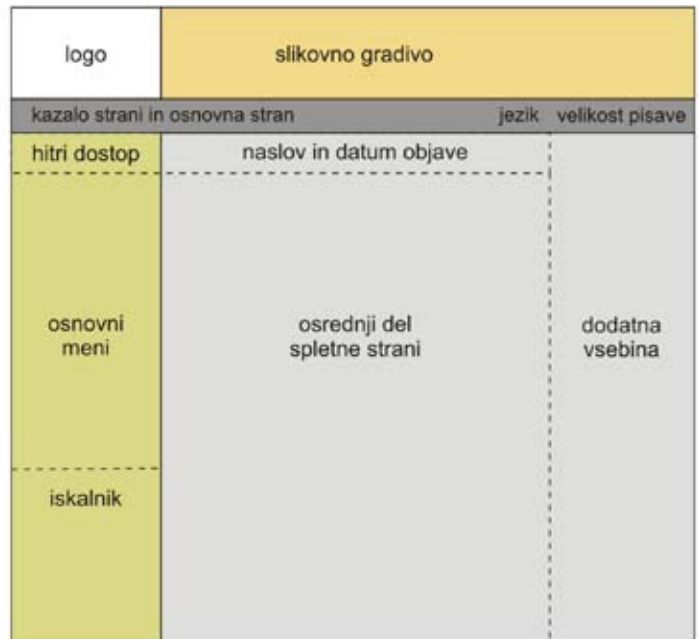 logo
slikovno gradivo
kazalo strani in osnovna stran
jezik
velikost pisave
hitri dostop
naslov in datum objave
osnovni
meni
osrednji del
spletne strani
dodatna
vsebina
iskalnik